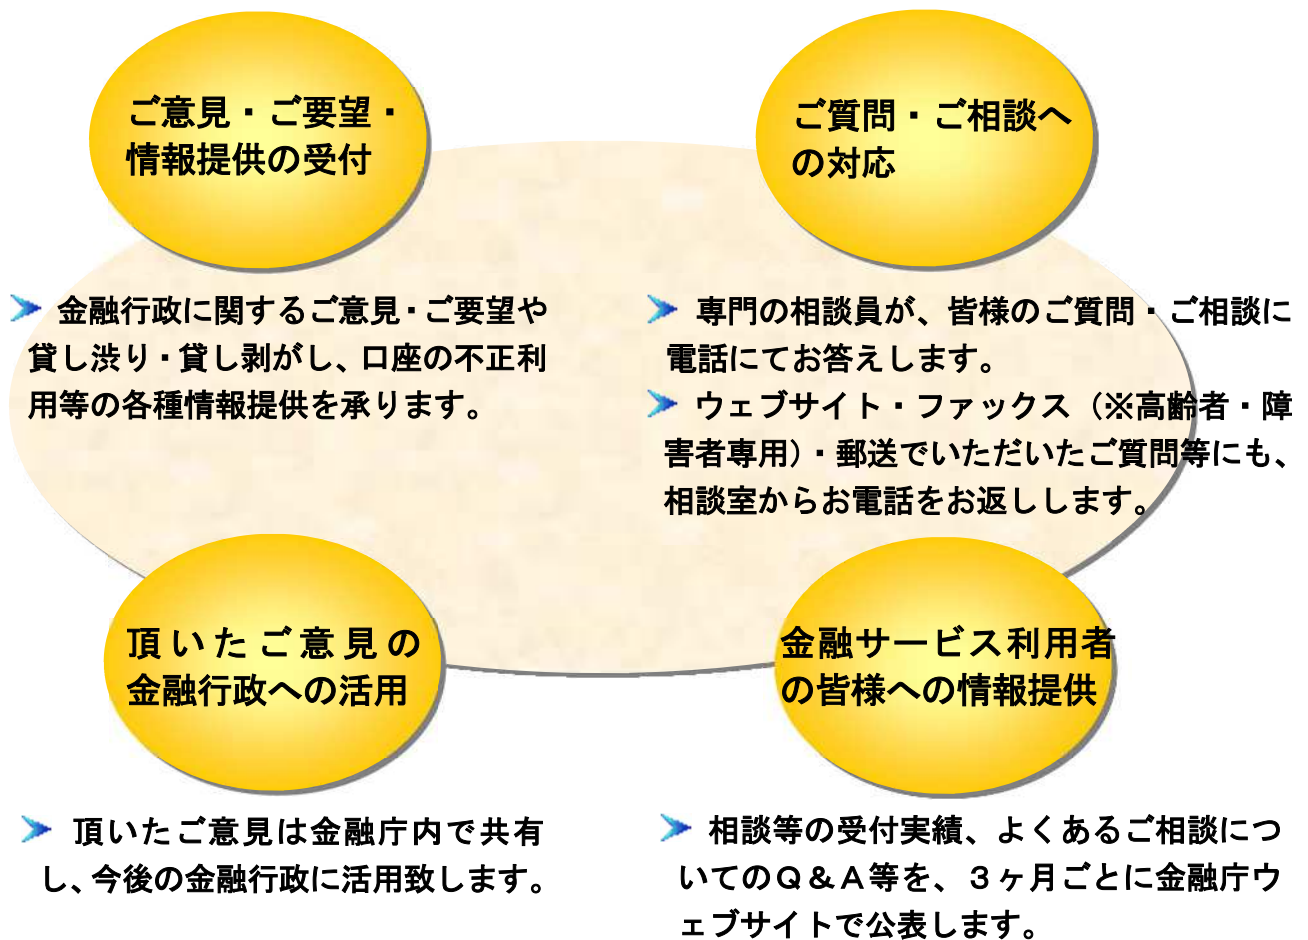 ご意見・ご要望・
情報提供の受付
ご質問・ご相談へ
の対応
金融行政に関するご意見・ご要望や
貸し渋り・貸し剥がし、口座の不正利
用等の各種情報提供を承ります。
専門の相談員が、皆様のご質問・ご相談に
電話にてお答えします。
ウェブサイト・ファックス（※高齢者・障
害者専用）・郵送でいただいたご質問等にも、
相談室からお電話をお返しします。
頂いたご意見の
金融行政への活用
金融サービス利用者
の皆様への情報提供
頂いたご意見は金融庁内で共有
し、今後の金融行政に活用致します。
相談等の受付実績、よくあるご相談につ
いてのＱ＆Ａ等を、３ヶ月ごとに金融庁ウ
ェブサイトで公表します。